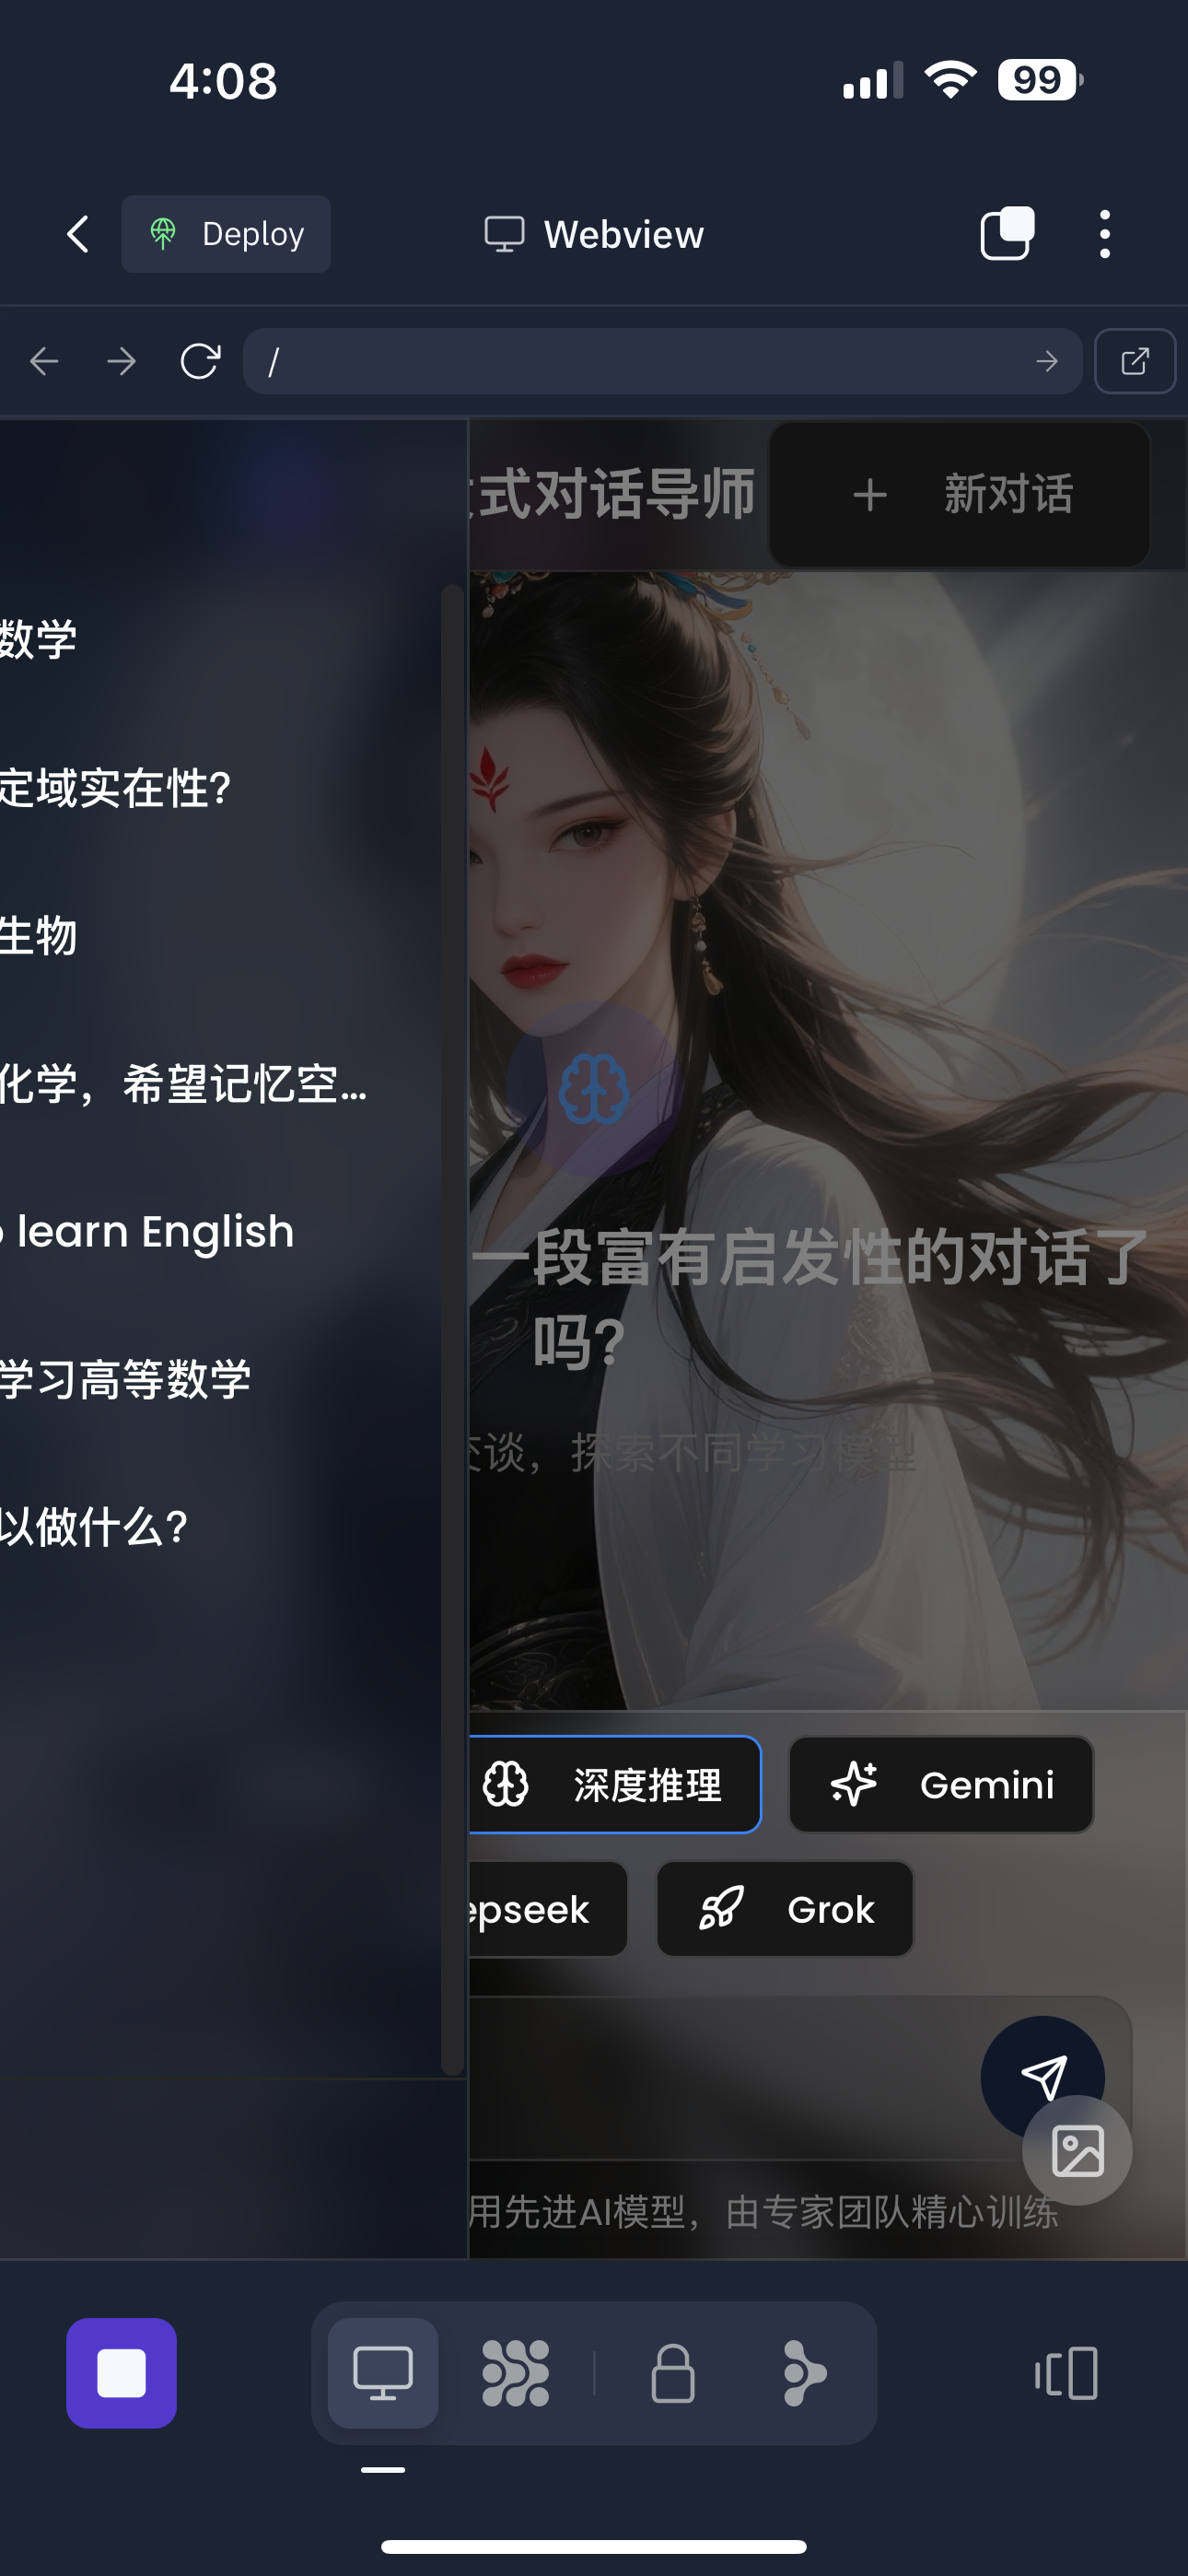 4:08
99
Deploy
Webview
/
式对话导师
新对话
数学
定域实在性?
生物
化学，希望记忆空...
learn English
学习高等数学
以做什么?
一段富有启发性的对话了
吗?
交谈，探索不同学习模型
深度推理
Gemini
epseek
Grok
用先进AI模型，由专家团队精心训练